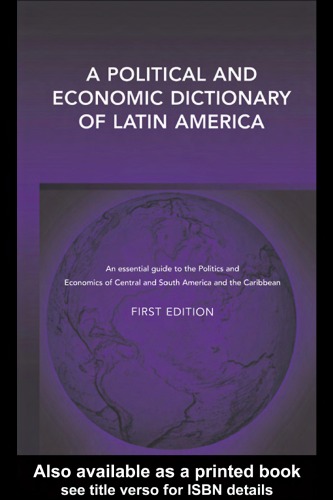 A POLITICAL AND
ECONOMIC DICTIONARY
OF LATIN AMERICA
An essential guide to the Politics and
Economics of Central and South America and the Caribbean
FIRST EDITION
Also available as a printed book
see title verso for ISBN details